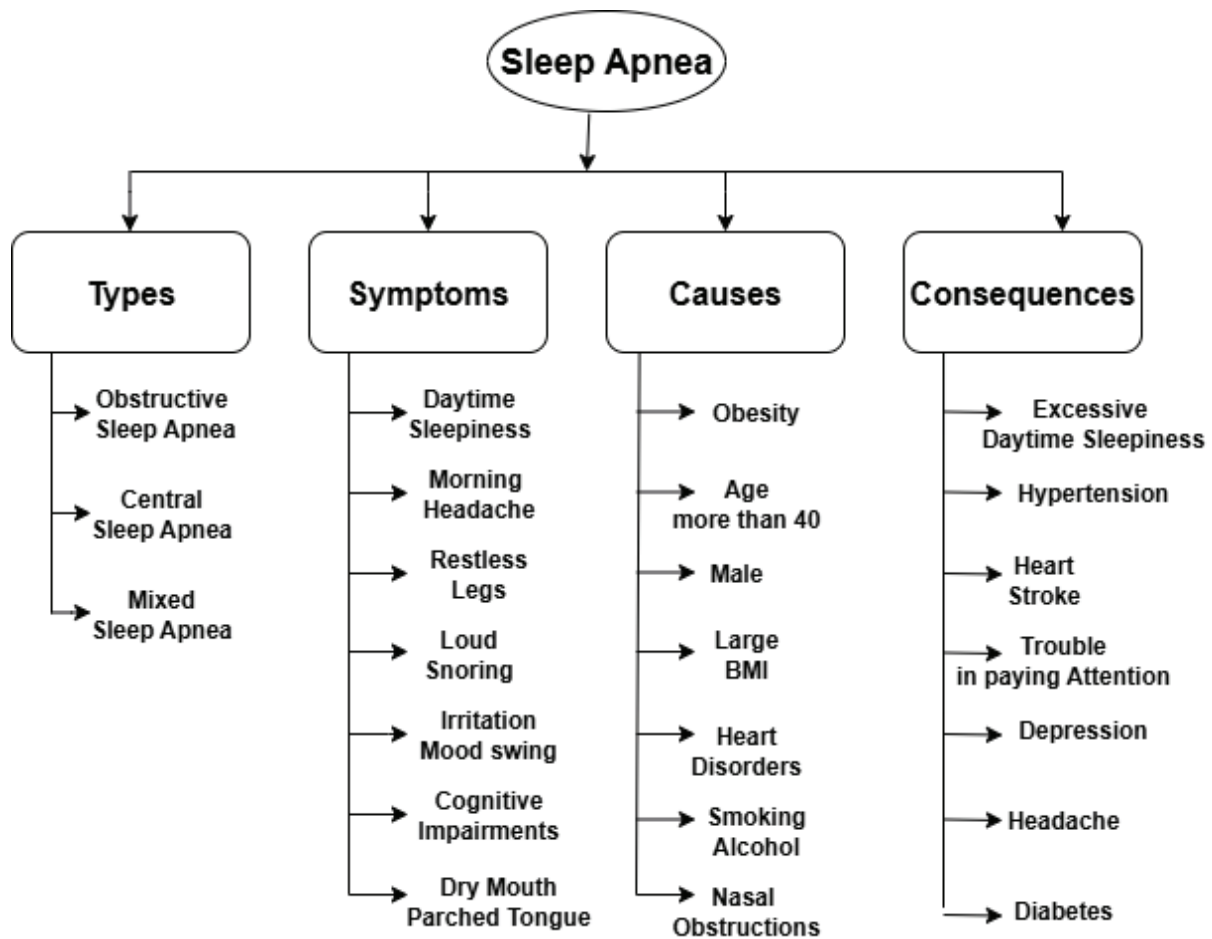 Sleep Apnea
Types
Symptoms
Causes
Consequences
Obstructive
Sleep Apnea
Central
Sleep Apnea
Mixed
Sleep Apnea
Daytime
Sleepiness
Morning
Headache
Restless
Legs
Loud
Snoring
Irritation
Mood swing
Cognitive
Impairments
Dry Mouth
Parched Tongue
Obesity
Age
more than 40
Male
Large
BMI
Heart
Disorders
Smoking
Alcohol
Nasal
Obstructions
Excessive
Daytime Sleepiness
Hypertension
Heart
Stroke
Trouble
in paying Attention
Depression
Headache
Diabetes